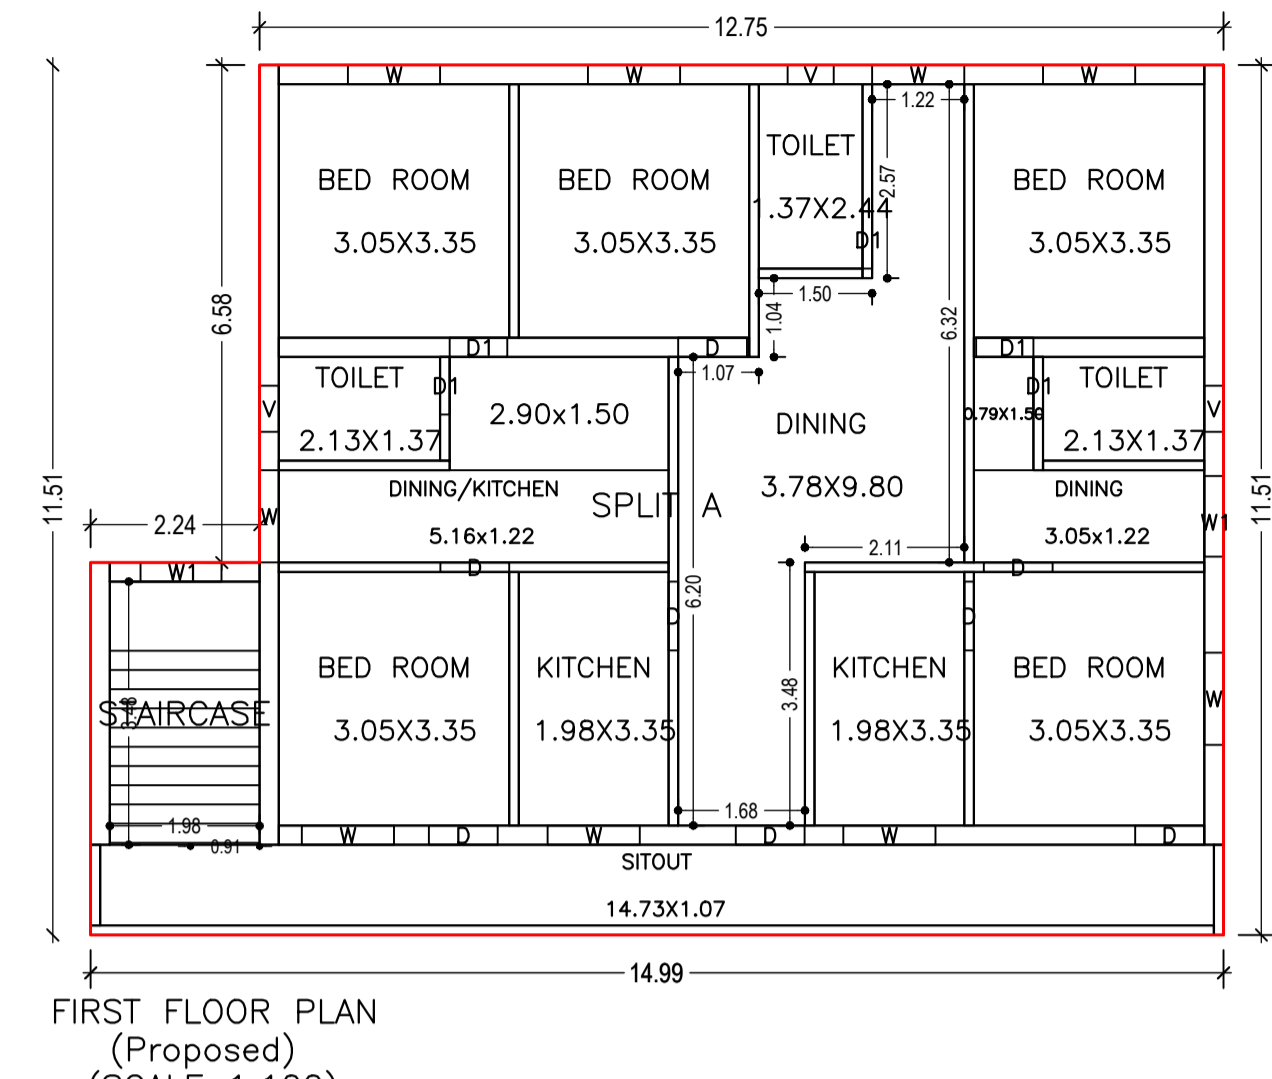 12.75
W W V W W
1.22
TOILET
BED ROOM BED ROOM BED ROOM
2.57
1.37X2.44
3.05X3.35 3.05X3.35 D1 3.05X3.35
1.50
6.58
1.04
6.32
D1 D D1
1.07
TOILET D1 D1 TOILET
V 2.90x1.50 0.79X1.50 V
DINING
2.13X1.37 2.13X1.37
DINING/KITCHEN 3.78X9.80 DINING
11.51 SPLIT A 11.51
2.24 W 5.16x1.22 3.05x1.22 W1
2.11
W1 D D
6.20
D D
BED ROOM KITCHEN KITCHEN BED ROOM
3.48
W
STAIRCASE
3.48
3.05X3.35 1.98X3.35 1.98X3.35 3.05X3.35
1.68
1.98
W D W D W D
0.91
SITOUT
14.73X1.07
14.99
FIRST FLOOR PLAN
(Proposed)